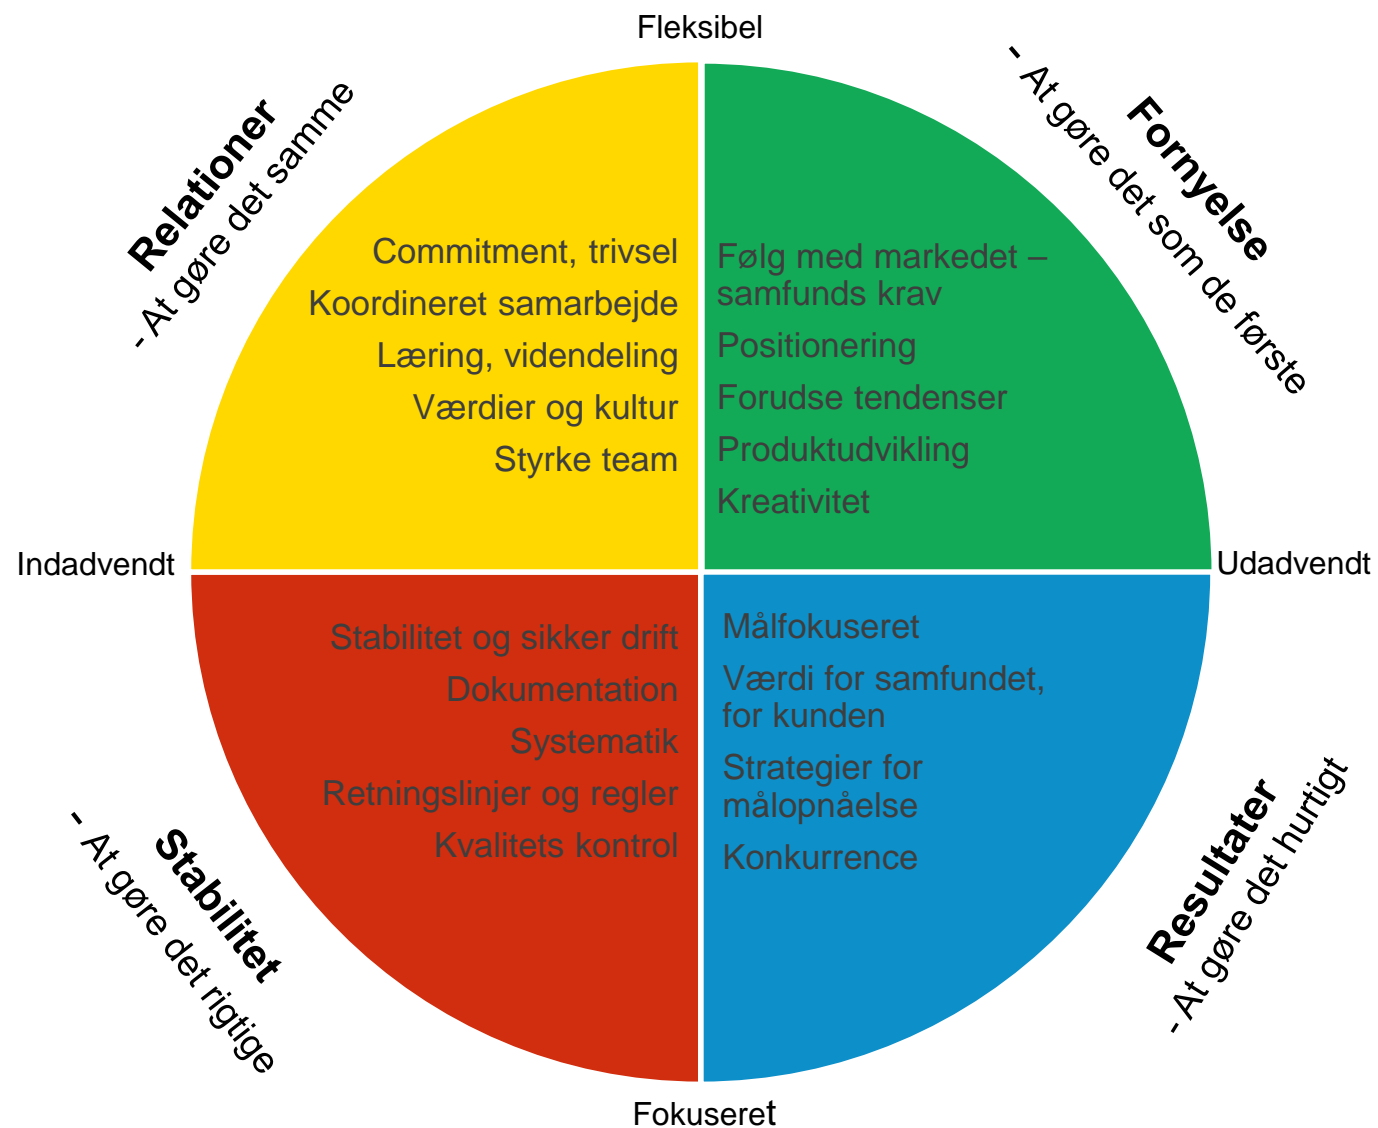 Fleksibel
Relationer
- At gøre det samme
Fornyelse
- At gøre det som de første
Commitment, trivsel
Koordineret samarbejde
Læring, videndeling
Værdier og kultur
Styrke team
Følg med markedet –
samfunds krav
Positionering
Forudse tendenser
Produktudvikling
Kreativitet
Indadvendt
Udadvendt
Stabilitet og sikker drift
Dokumentation
Systematik
Retningslinjer og regler
Kvalitets kontrol
Målfokuseret
Værdi for samfundet,
for kunden
Strategier for
målopnåelse
Konkurrence
Stabilitet
- At gøre det rigtige
Resultater
- At gøre det hurtigt
Fokuseret